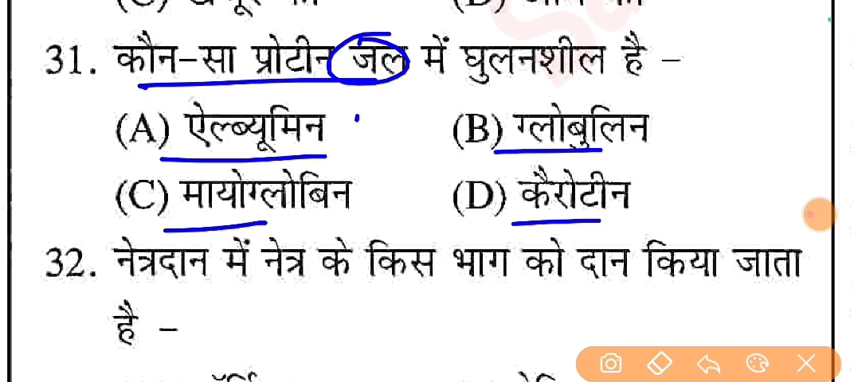 31. कौन-सा प्रोटीन जल में घुलनशील है -
(A) ऐल्ब्यूमिन (B) ग्लोबुलिन
(C) मायोग्लोबिन (D) कैरोटीन
32. नेत्रदान में नेत्र के किस भाग को दान किया जाता
है -